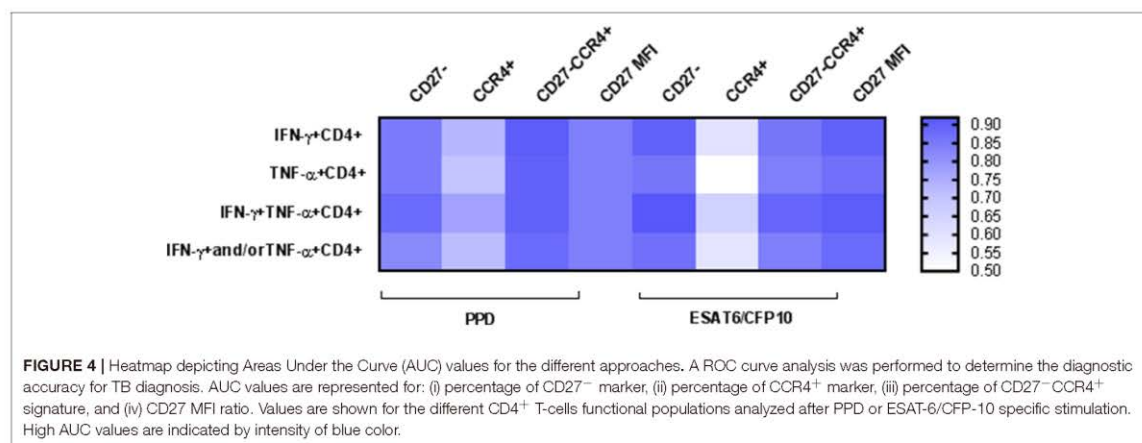 CD27-
CCR4+
CD27-CCR4+
CD27 MFI
CD27-
CCR4+
CD27-CCR4+
CD27 MFI
IFN-γ+CD4+
TNF-α+CD4+
IFN-γ+TNF-α+CD4+
IFN-γ+and/orTNF-α+CD4+
0.90
0.85
0.80
0.75
0.70
0.65
0.60
0.55
0.50
PPD
ESAT6/CFP10
FIGURE 4 | Heatmap depicting Areas Under the Curve (AUC) values for the different approaches. A ROC curve analysis was performed to determine the diagnostic
accuracy for TB diagnosis. AUC values are represented for: (i) percentage of CD27⁻ marker, (ii) percentage of CCR4⁺ marker, (iii) percentage of CD27⁻CCR4⁺
signature, and (iv) CD27 MFI ratio. Values are shown for the different CD4⁺ T-cells functional populations analyzed after PPD or ESAT-6/CFP-10 specific stimulation.
High AUC values are indicated by intensity of blue color.